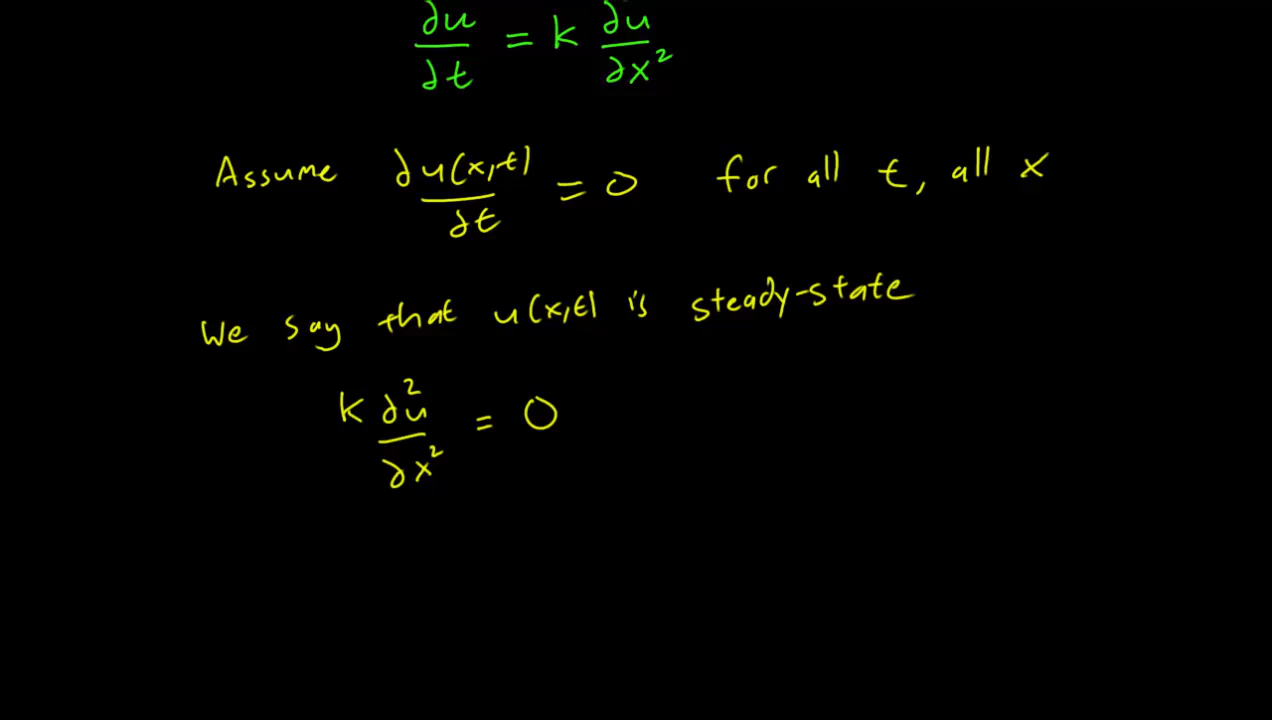 ∂u/∂t = k ∂u/∂x²
Assume ∂u(x,t)/∂t = 0 for all t, all x
We say that u(x,t) is steady-state
k ∂²u/∂x² = 0